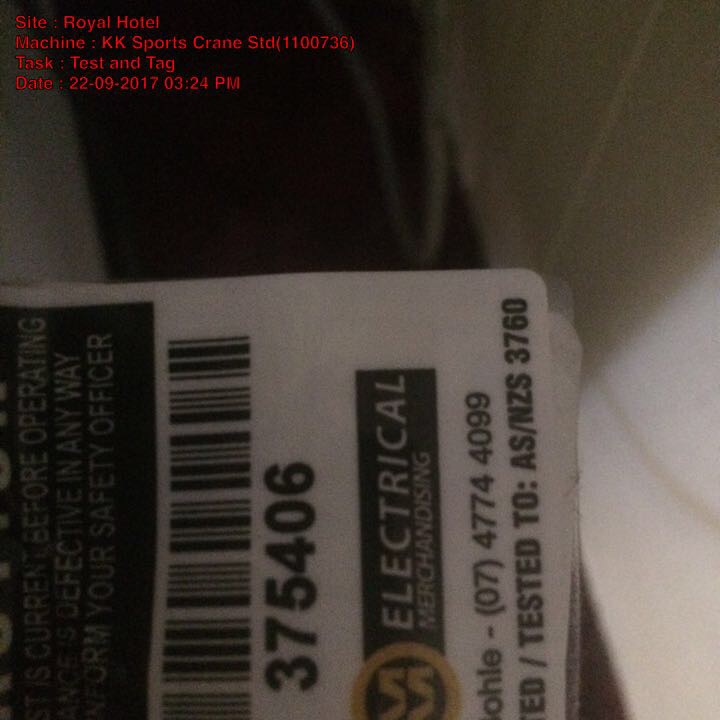 Site : Royal Hotel
Machine : KK Sports Crane Std(1100736)
Task : Test and Tag
Date : 22-09-2017 03:24 PM
ST IS CURRENT BEFORE OPERATING
ANCE IS DEFECTIVE IN ANY WAY
NFORM YOUR SAFETY OFFICER
375406
ELECTRICAL
MERCHANDISING
ohle - (07) 4774 4099
TED / TESTED TO: AS/NZS 3760